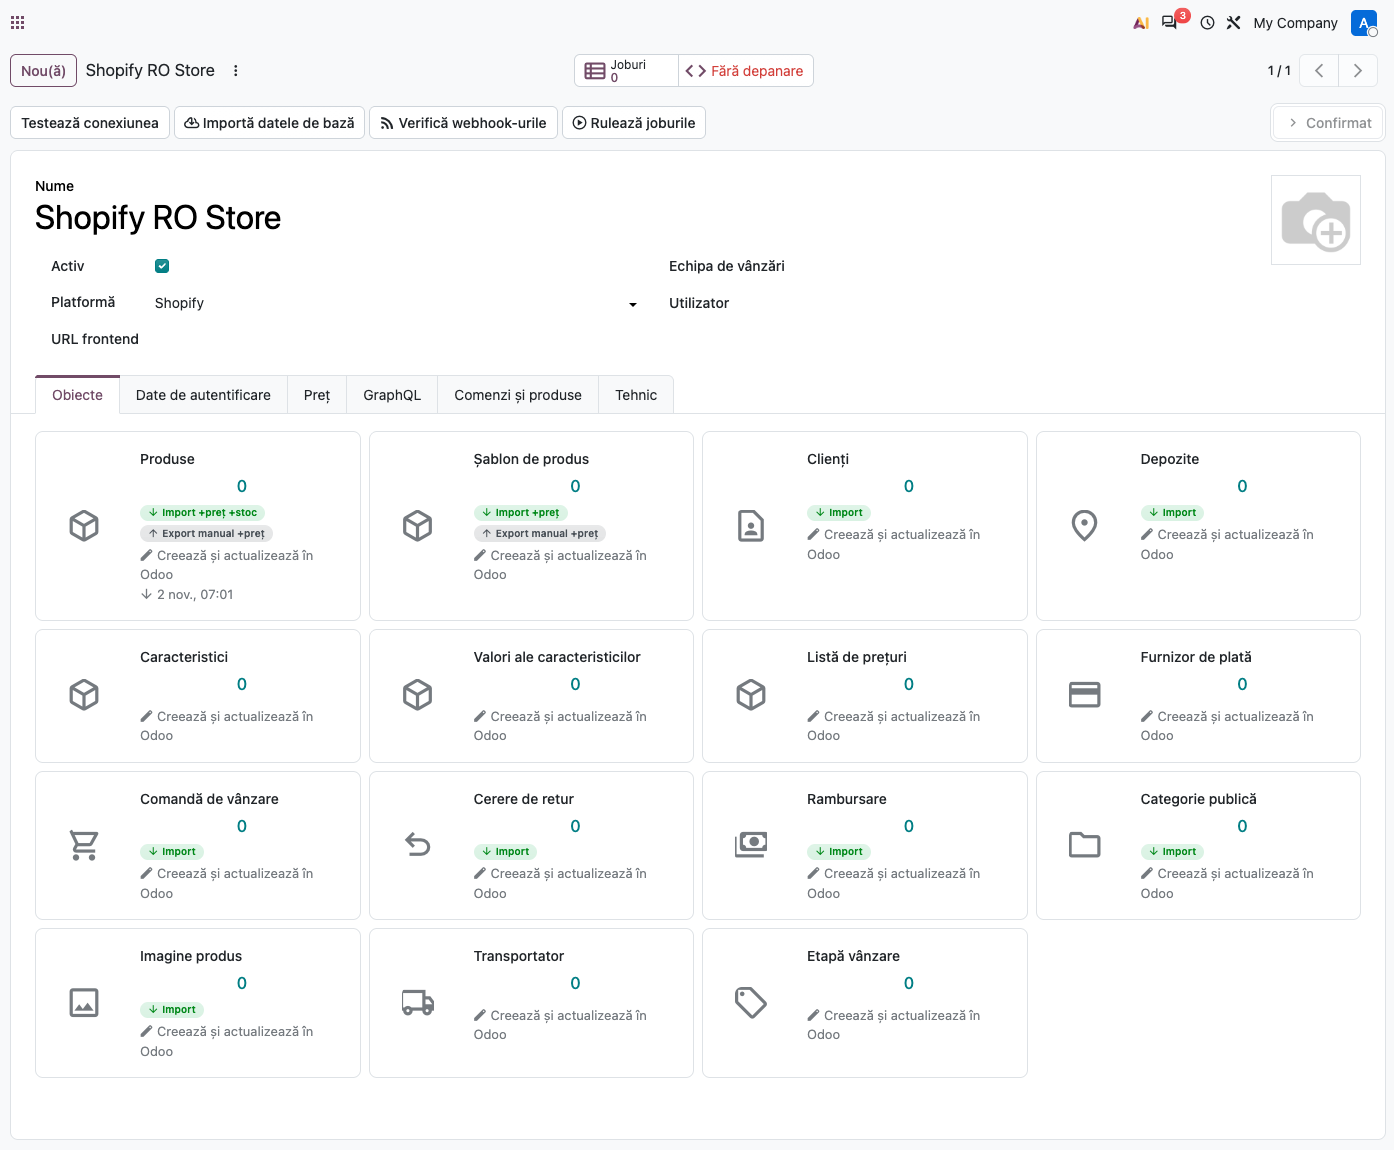 AI
3
My Company
A
Nou(ă)
Shopify RO Store
Joburi
0
Fără depanare
1 / 1
Testează conexiunea
Importă datele de bază
Verifică webhook-urile
Rulează joburile
Confirmat
Nume
Shopify RO Store
Activ
Echipa de vânzări
Platformă
Shopify
Utilizator
URL frontend
Obiecte
Date de autentificare
Preț
GraphQL
Comenzi și produse
Tehnic
Produse
0
Import +preț +stoc
Export manual +preț
Creează și actualizează în
Odoo
2 nov., 07:01
Șablon de produs
0
Import +preț
Export manual +preț
Creează și actualizează în
Odoo
Clienți
0
Import
Creează și actualizează în
Odoo
Depozite
0
Import
Creează și actualizează în
Odoo
Caracteristici
0
Creează și actualizează în
Odoo
Valori ale caracteristicilor
0
Creează și actualizează în
Odoo
Listă de prețuri
0
Creează și actualizează în
Odoo
Furnizor de plată
0
Creează și actualizează în
Odoo
Comandă de vânzare
0
Import
Creează și actualizează în
Odoo
Cerere de retur
0
Import
Creează și actualizează în
Odoo
Rambursare
0
Import
Creează și actualizează în
Odoo
Categorie publică
0
Import
Creează și actualizează în
Odoo
Imagine produs
0
Import
Creează și actualizează în
Odoo
Transportator
0
Creează și actualizează în
Odoo
Etapă vânzare
0
Creează și actualizează în
Odoo